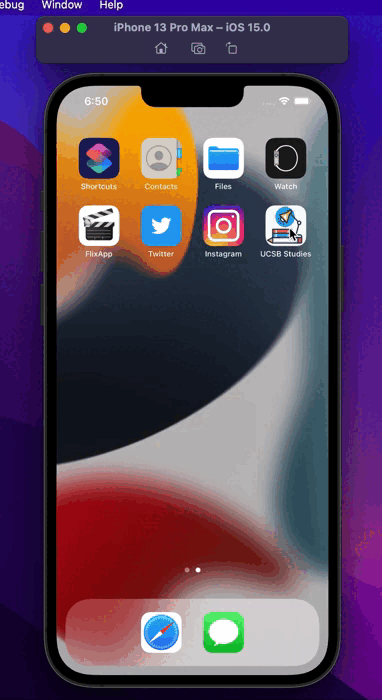 ebug Window Help
iPhone 13 Pro Max – iOS 15.0
6:50
Shortcuts Contacts Files Watch
FlixApp Twitter Instagram UCSB Studies